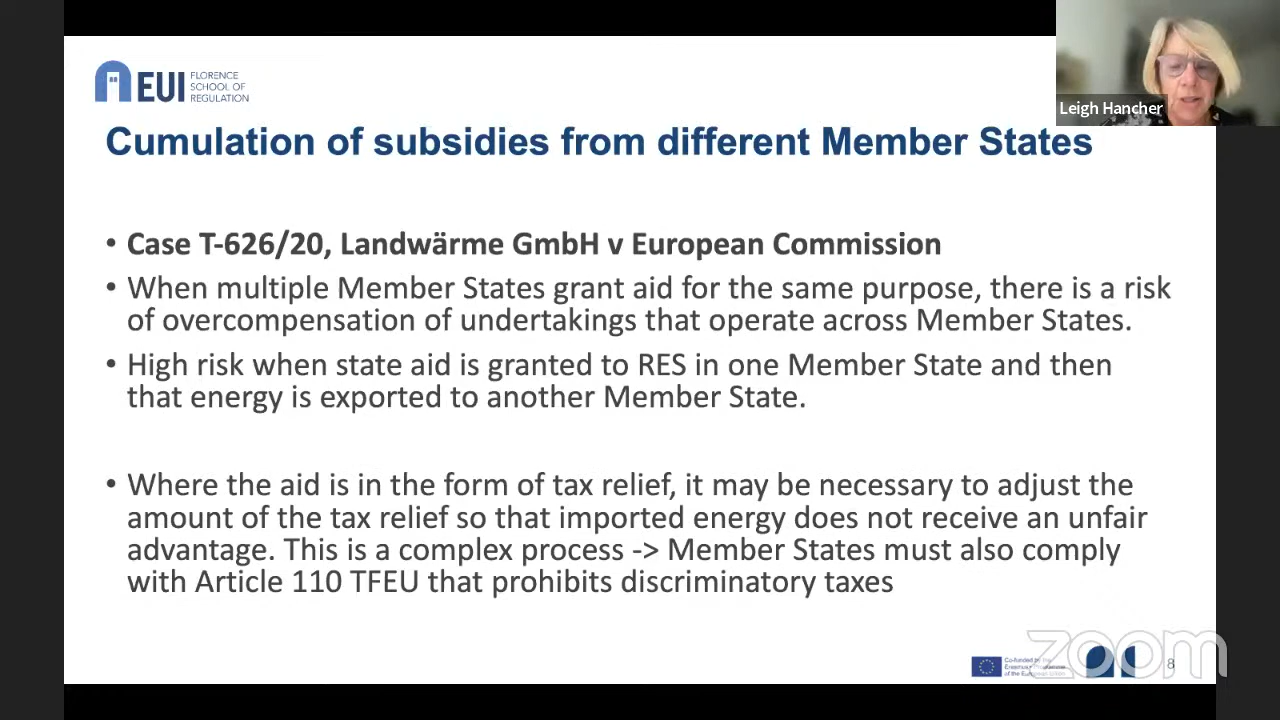 Leigh Hancher
EUI
FLORENCE
SCHOOL OF
REGULATION
Cumulation of subsidies from different Member States
• Case T-626/20, Landwärme GmbH v European Commission
• When multiple Member States grant aid for the same purpose, there is a risk
of overcompensation of undertakings that operate across Member States.
• High risk when state aid is granted to RES in one Member State and then
that energy is exported to another Member State.
• Where the aid is in the form of tax relief, it may be necessary to adjust the
amount of the tax relief so that imported energy does not receive an unfair
advantage. This is a complex process -> Member States must also comply
with Article 110 TFEU that prohibits discriminatory taxes
zoom
Co-funded by the
of the
8